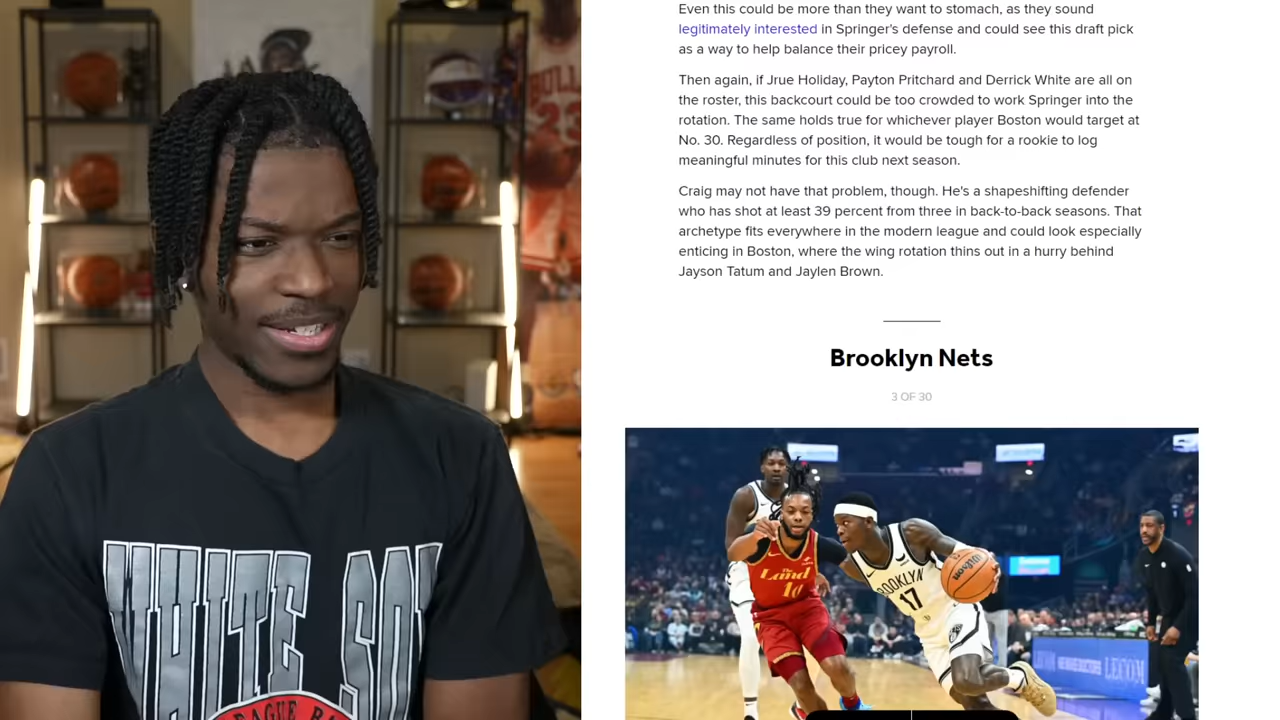 Even this could be more than they want to stomach, as they sound
legitimately interested in Springer's defense and could see this draft pick
as a way to help balance their pricey payroll.
Then again, if Jrue Holiday, Payton Pritchard and Derrick White are all on
the roster, this backcourt could be too crowded to work Springer into the
rotation. The same holds true for whichever player Boston would target at
No. 30. Regardless of position, it would be tough for a rookie to log
meaningful minutes for this club next season.
Craig may not have that problem, though. He's a shapeshifting defender
who has shot at least 39 percent from three in back-to-back seasons. That
archetype fits everywhere in the modern league and could look especially
enticing in Boston, where the wing rotation thins out in a hurry behind
Jayson Tatum and Jaylen Brown.
Brooklyn Nets
3 OF 30
BULLS
23
WHITE SO
The Land
10
BROOKLYN
17
Wilson
LECOM